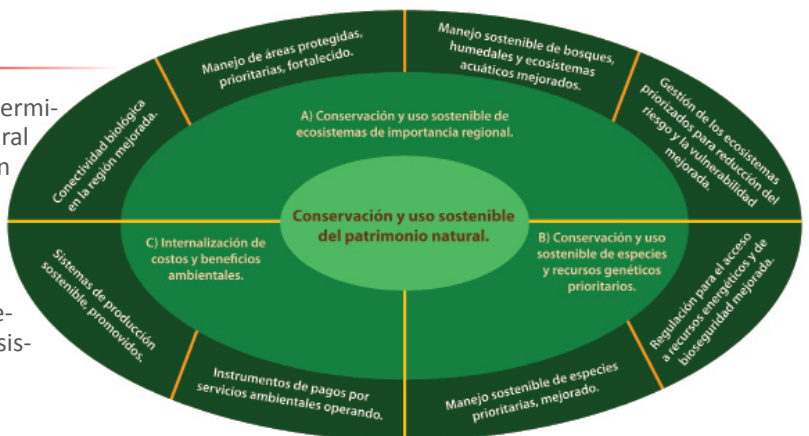 ermi-
ral
n
e-
sis-
Conectividad biológica
en la región mejorada.
Manejo de áreas protegidas,
prioritarias, fortalecido.
Manejo sostenible de bosques,
humedales y ecosistemas
acuáticos mejorados.
Gestión de los ecosistemas
priorizados para reducción del
riesgo y la vulnerabilidad
mejorada.
A) Conservación y uso sostenible de
ecosistemas de importancia regional.
Conservación y uso sostenible
del patrimonio natural.
C) Internalización de
costos y beneficios
ambientales.
B) Conservación y uso
sostenible de especies
y recursos genéticos
prioritarios.
Sistemas de producción
sostenible, promovidos.
Instrumentos de pagos por
servicios ambientales operando.
Manejo sostenible de especies
prioritarias, mejorado.
Regulación para el acceso
a recursos energéticos y de
bioseguridad mejorada.